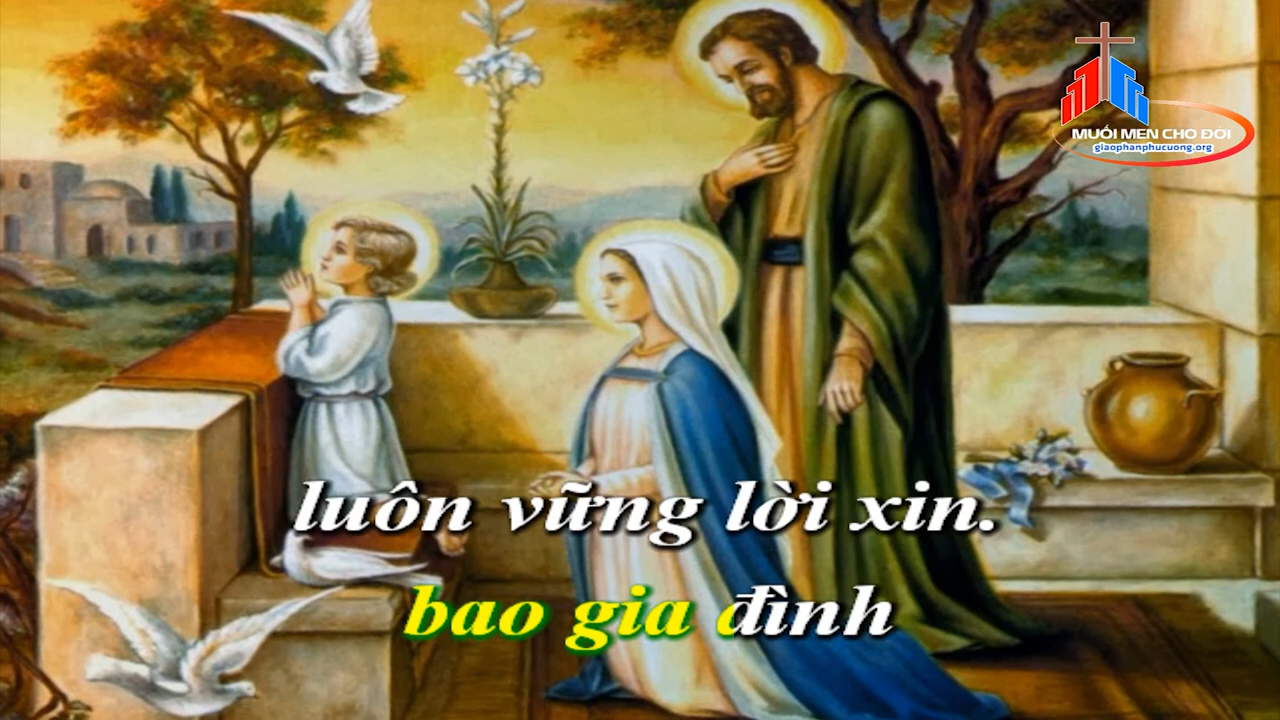 MUỐI MEN CHO ĐỜI
giaophanphucuong.org
luôn vững lời xin.
bao gia đình